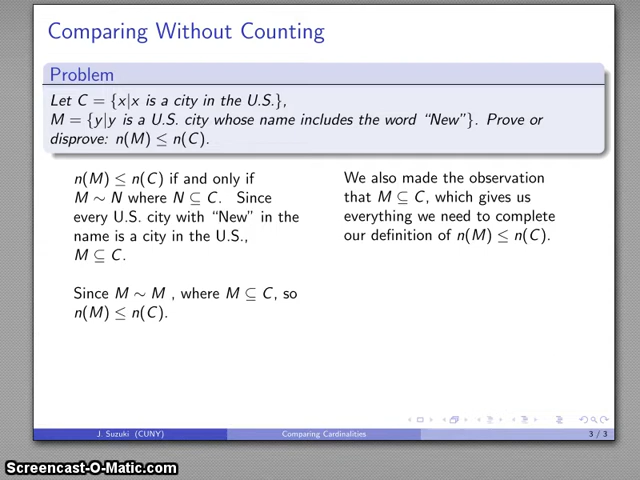 Comparing Without Counting
Problem
Let C = {x|x is a city in the U.S.},
M = {y|y is a U.S. city whose name includes the word “New”}. Prove or
disprove: n(M) ≤ n(C).
n(M) ≤ n(C) if and only if
M ∼ N where N ⊆ C. Since
every U.S. city with “New” in the
name is a city in the U.S.,
M ⊆ C.
Since M ∼ M , where M ⊆ C, so
n(M) ≤ n(C).
We also made the observation
that M ⊆ C, which gives us
everything we need to complete
our definition of n(M) ≤ n(C).
J. Suzuki (CUNY)
Comparing Cardinalities
3 / 3
Screencast-O-Matic.com